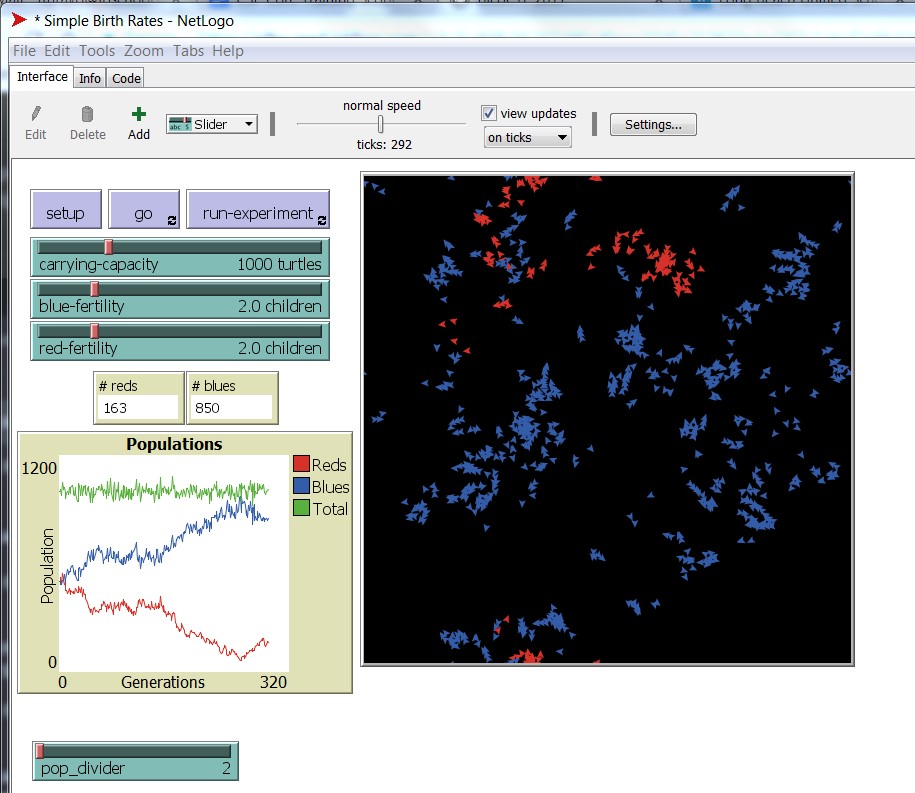 * Simple Birth Rates - NetLogo
File Edit Tools Zoom Tabs Help
Interface Info Code
Edit Delete Add
abc 5 Slider
normal speed
ticks: 292
view updates
on ticks
Settings...
setup go run-experiment
carrying-capacity 1000 turtles
blue-fertility 2.0 children
red-fertility 2.0 children
# reds # blues
163 850
Populations
1200
Population
0
0 Generations 320
Reds
Blues
Total
pop_divider 2